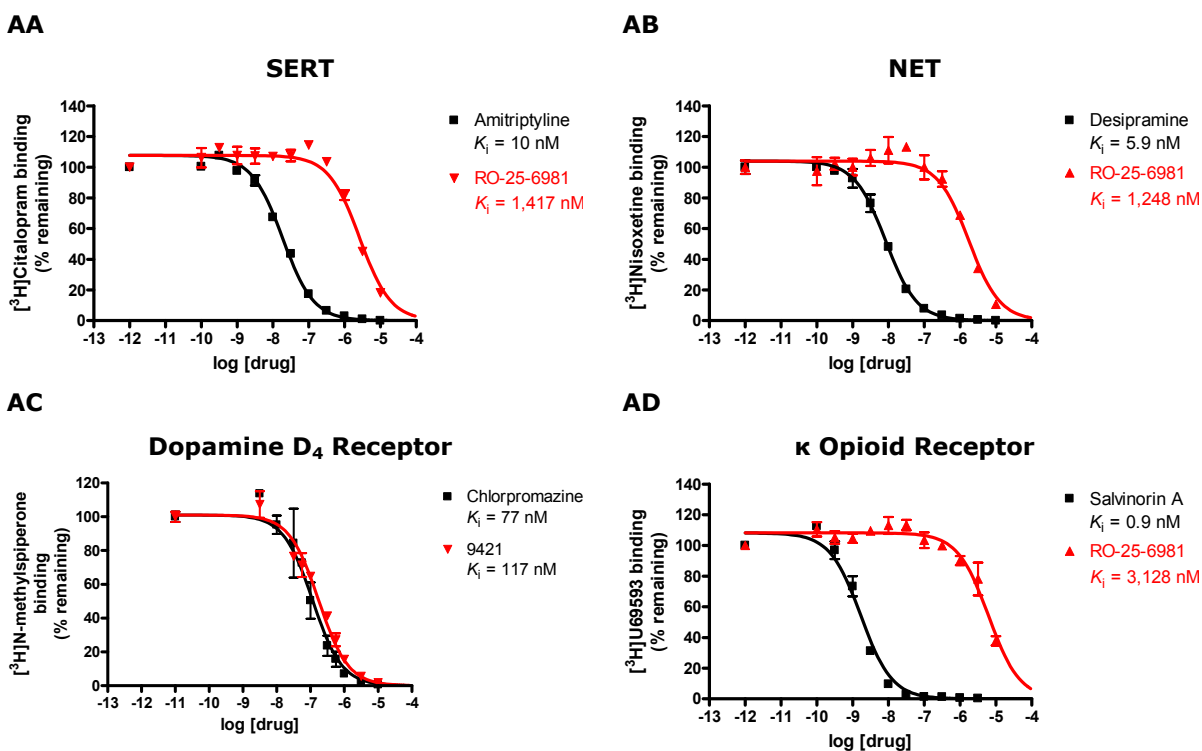 AA
SERT
[³H]Citalopram binding
(% remaining)
140
120
100
80
60
40
20
0
-13 -12 -11 -10 -9 -8 -7 -6 -5 -4
log [drug]
Amitriptyline
Kᵢ = 10 nM
RO-25-6981
Kᵢ = 1,417 nM
AB
NET
[³H]Nisoxetine binding
(% remaining)
140
120
100
80
60
40
20
0
-13 -12 -11 -10 -9 -8 -7 -6 -5 -4
log [drug]
Desipramine
Kᵢ = 5.9 nM
RO-25-6981
Kᵢ = 1,248 nM
AC
Dopamine D₄ Receptor
[³H]N-methylspiperone
binding
(% remaining)
120
100
80
60
40
20
0
-13 -12 -11 -10 -9 -8 -7 -6 -5 -4
log [drug]
Chlorpromazine
Kᵢ = 77 nM
9421
Kᵢ = 117 nM
AD
κ Opioid Receptor
[³H]U69593 binding
(% remaining)
140
120
100
80
60
40
20
0
-13 -12 -11 -10 -9 -8 -7 -6 -5 -4
log [drug]
Salvinorin A
Kᵢ = 0.9 nM
RO-25-6981
Kᵢ = 3,128 nM